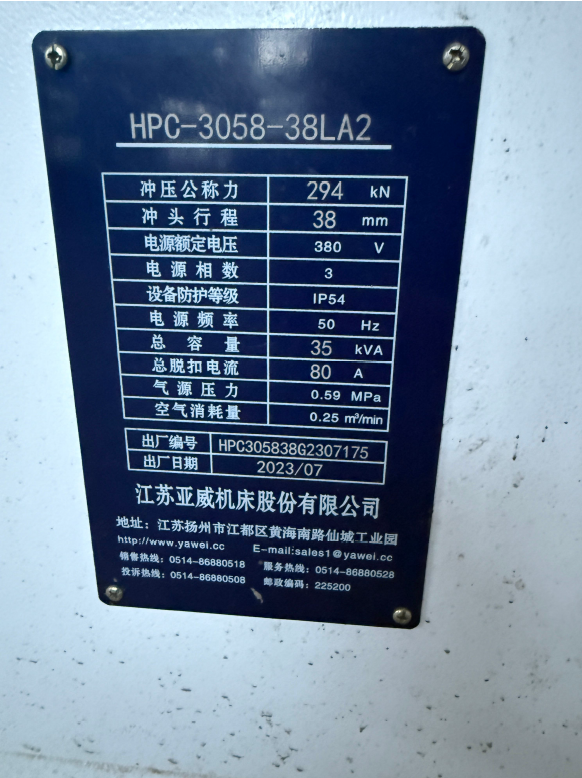 HPC-3058-38LA2
冲压公称力 294 kN
冲头行程 38 mm
电源额定电压 380 V
电源相数 3
设备防护等级 IP54
电源频率 50 Hz
总容量 35 kVA
总脱扣电流 80 A
气源压力 0.59 MPa
空气消耗量 0.25 m³/min
出厂编号 HPC305838G2307175
出厂日期 2023/07
江苏亚威机床股份有限公司
地址：江苏扬州市江都区黄海南路仙城工业园
http://www.yawei.cc E-mail:sales1@yawei.cc
销售热线：0514-86880518 服务热线：0514-86880528
投诉热线：0514-86880508 邮政编码：225200